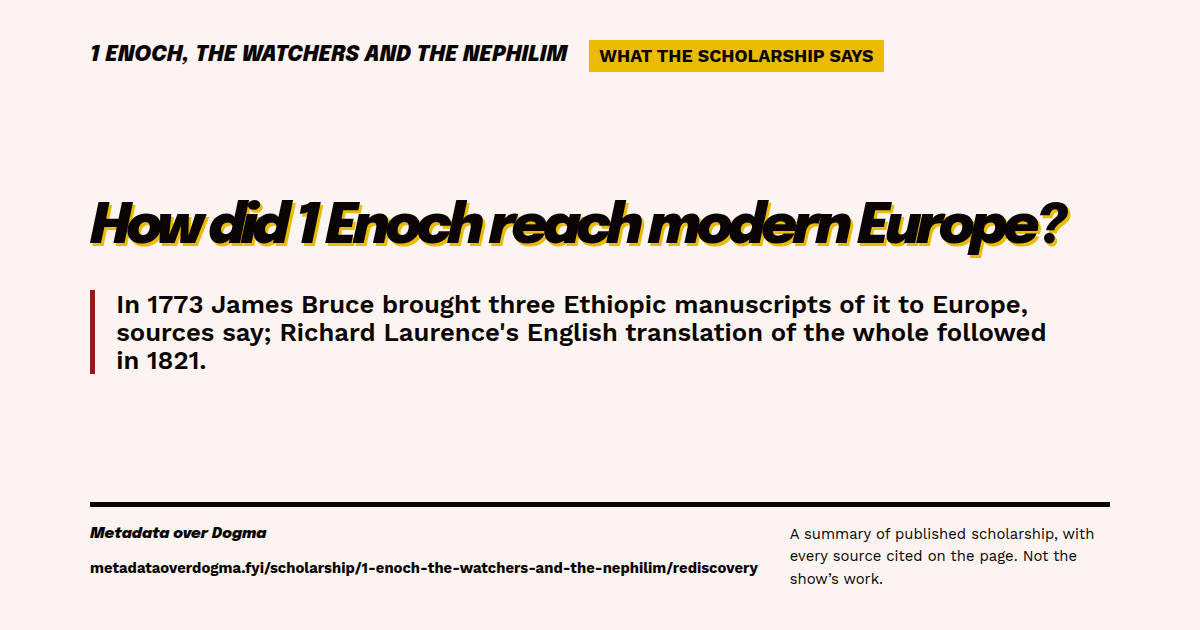 1 ENOCH, THE WATCHERS AND THE NEPHILIM
WHAT THE SCHOLARSHIP SAYS
How did 1 Enoch reach modern Europe?
In 1773 James Bruce brought three Ethiopic manuscripts of it to Europe,
sources say; Richard Laurence's English translation of the whole followed
in 1821.
Metadata over Dogma
metadataoverdogma.fyi/scholarship/1-enoch-the-watchers-and-the-nephilim/rediscovery
A summary of published scholarship, with
every source cited on the page. Not the
show’s work.